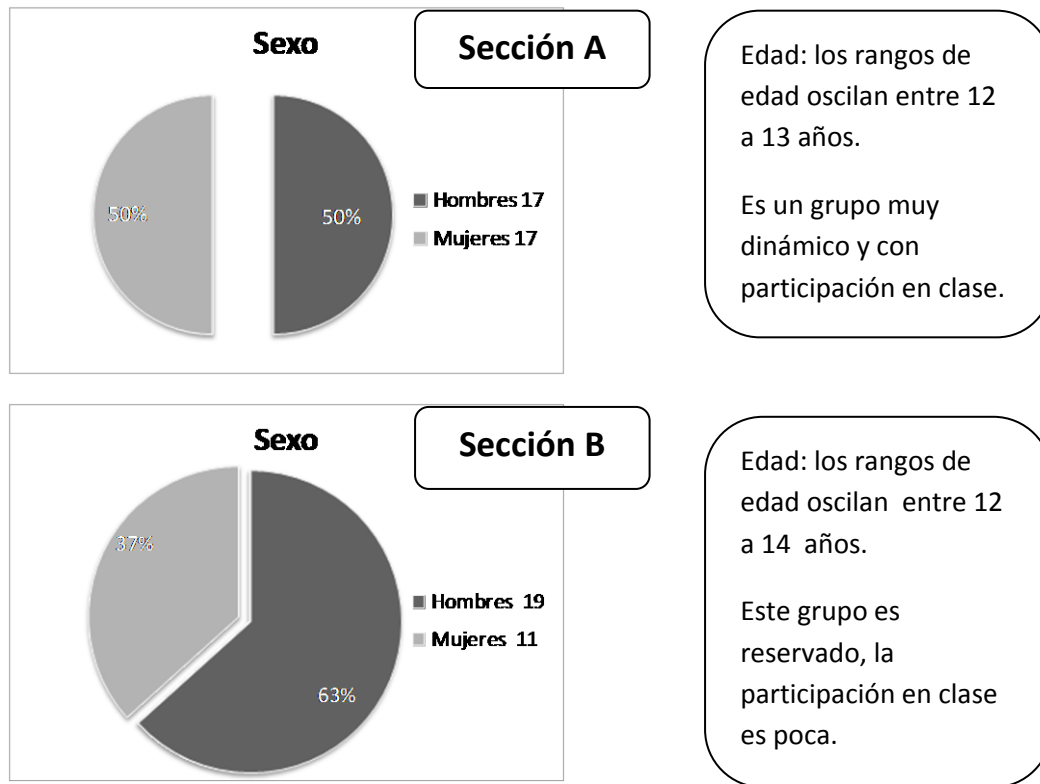 Sexo
Sección A
50%
50%
Hombres 17
Mujeres 17
Edad: los rangos de
edad oscilan entre 12
a 13 años.
Es un grupo muy
dinámico y con
participación en clase.
Sexo
Sección B
37%
63%
Hombres 19
Mujeres 11
Edad: los rangos de
edad oscilan entre 12
a 14 años.
Este grupo es
reservado, la
participación en clase
es poca.